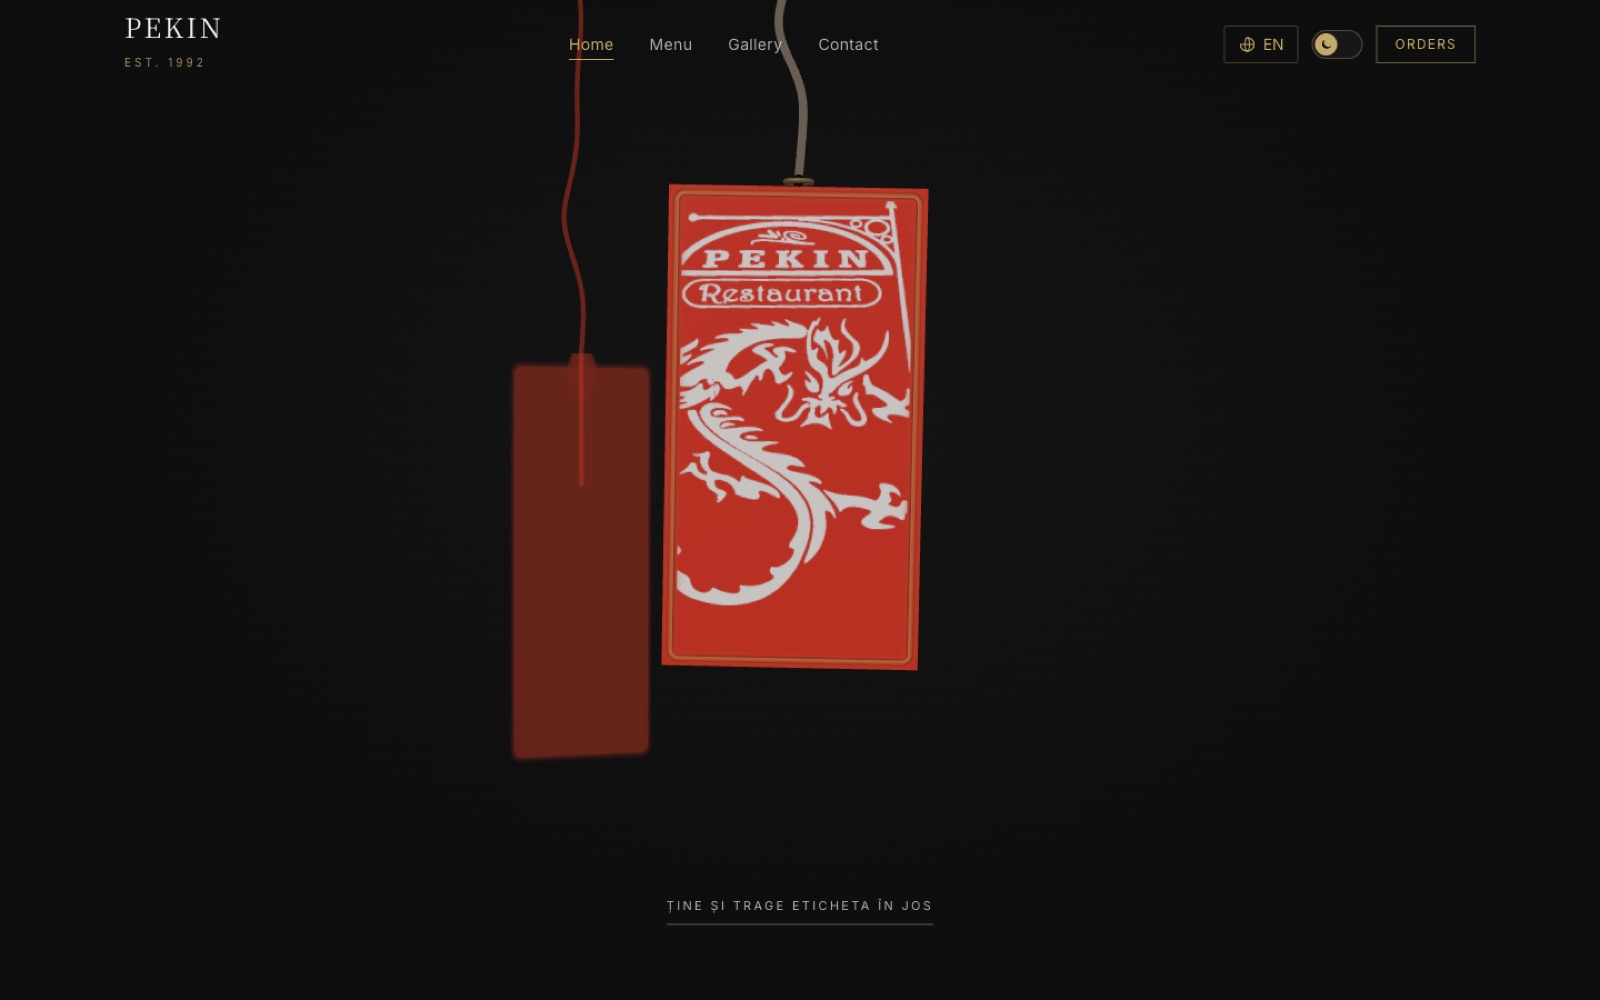 PEKIN
EST. 1992
Home
Menu
Gallery
Contact
EN
ORDERS
PEKIN
Restaurant
ȚINE ȘI TRAGE ETICHETA ÎN JOS